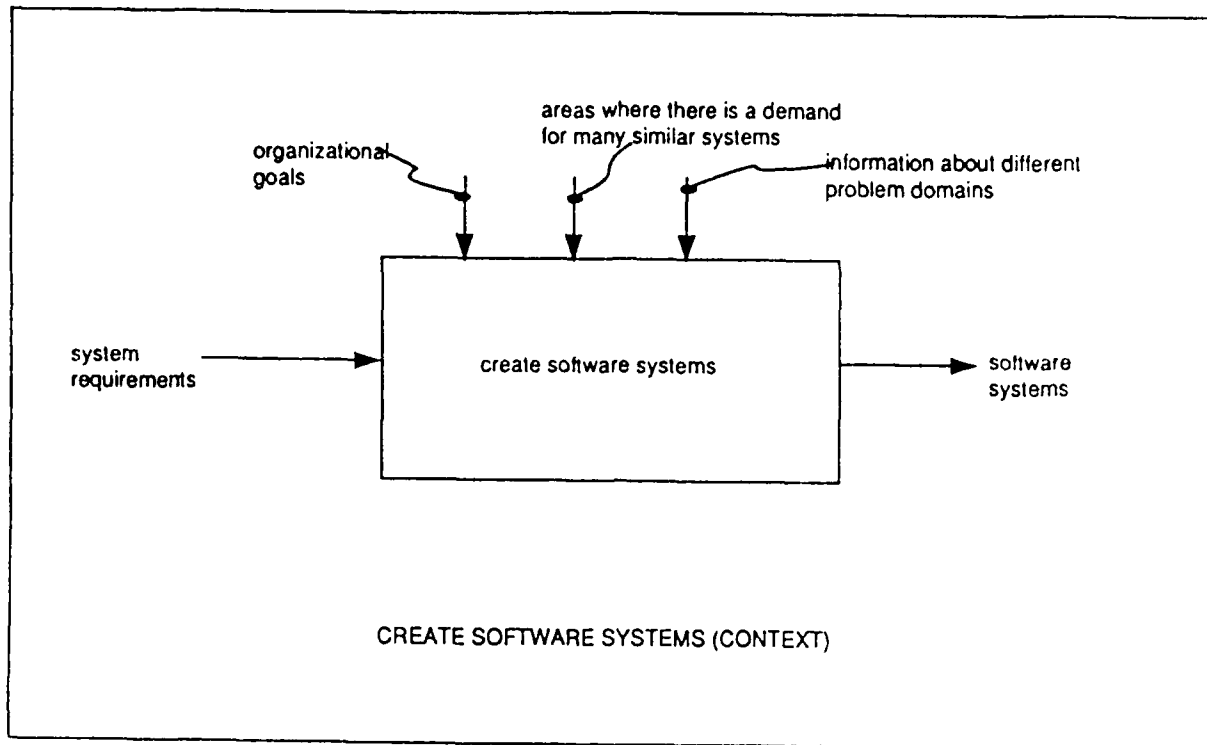 areas where there is a demand
for many similar systems
organizational
goals
information about different
problem domains
system
requirements
create software systems
software
systems
CREATE SOFTWARE SYSTEMS (CONTEXT)